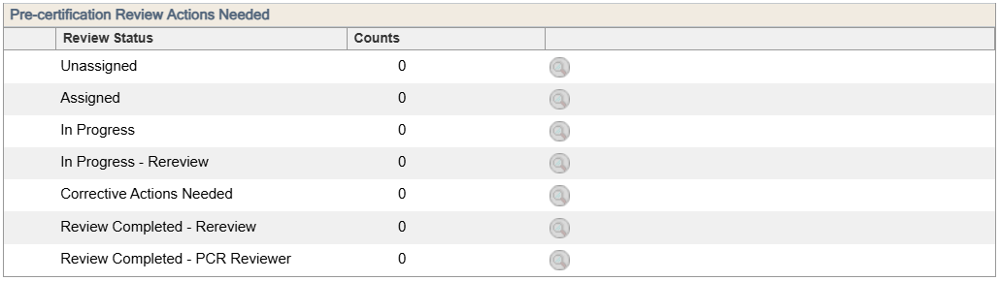 Pre-certification Review Actions Needed
Review Status Counts
Unassigned 0
Assigned 0
In Progress 0
In Progress - Rereview 0
Corrective Actions Needed 0
Review Completed - Rereview 0
Review Completed - PCR Reviewer 0